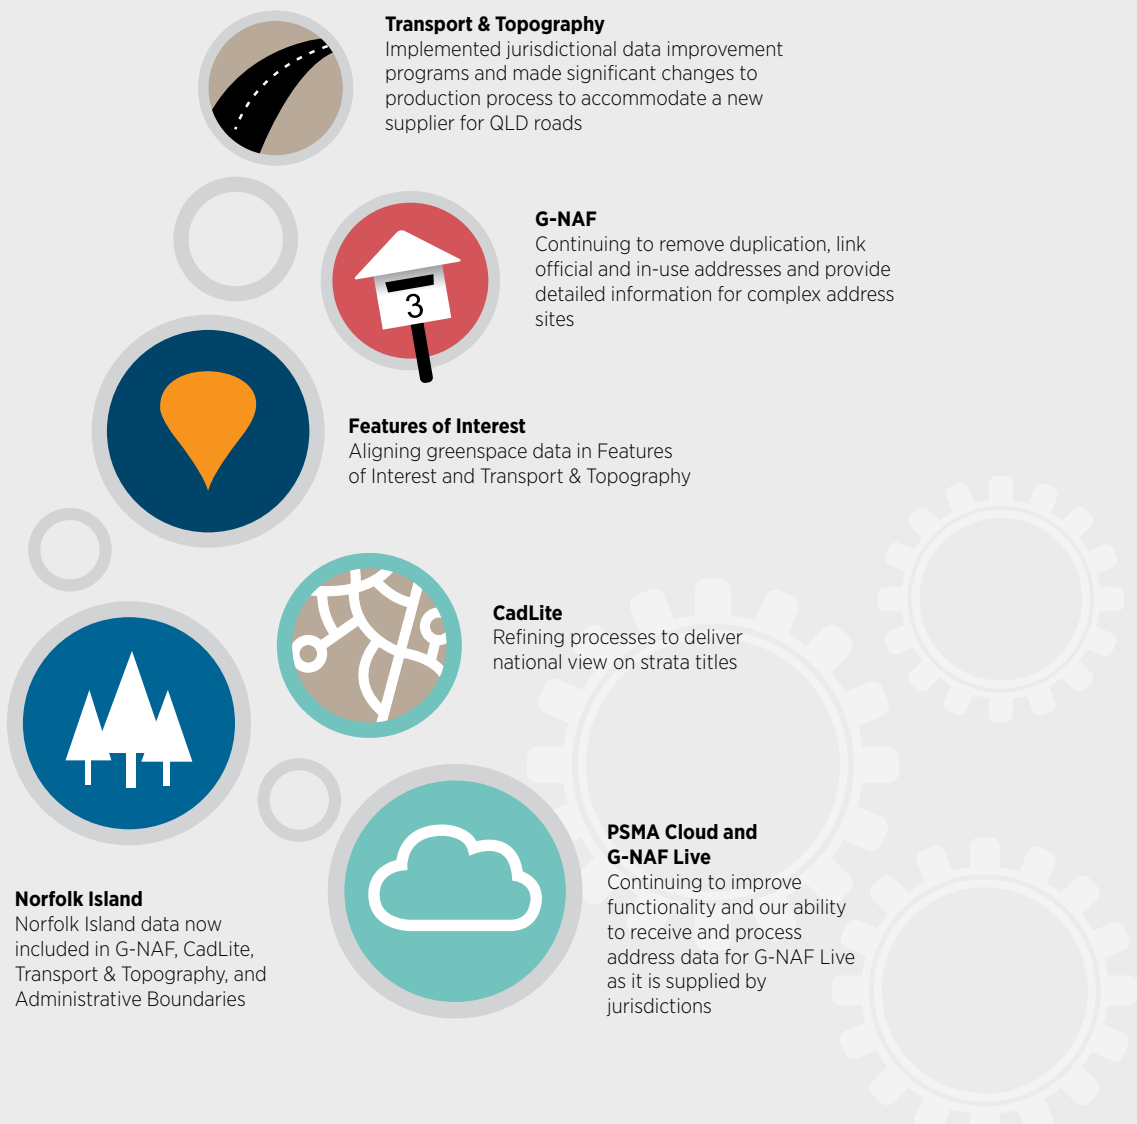 Transport & Topography
Implemented jurisdictional data improvement
programs and made significant changes to
production process to accommodate a new
supplier for QLD roads
G-NAF
Continuing to remove duplication, link
official and in-use addresses and provide
detailed information for complex address
sites
3
Features of Interest
Aligning greenspace data in Features
of Interest and Transport & Topography
CadLite
Refining processes to deliver
national view on strata titles
Norfolk Island
Norfolk Island data now
included in G-NAF, CadLite,
Transport & Topography, and
Administrative Boundaries
PSMA Cloud and
G-NAF Live
Continuing to improve
functionality and our ability
to receive and process
address data for G-NAF Live
as it is supplied by
jurisdictions